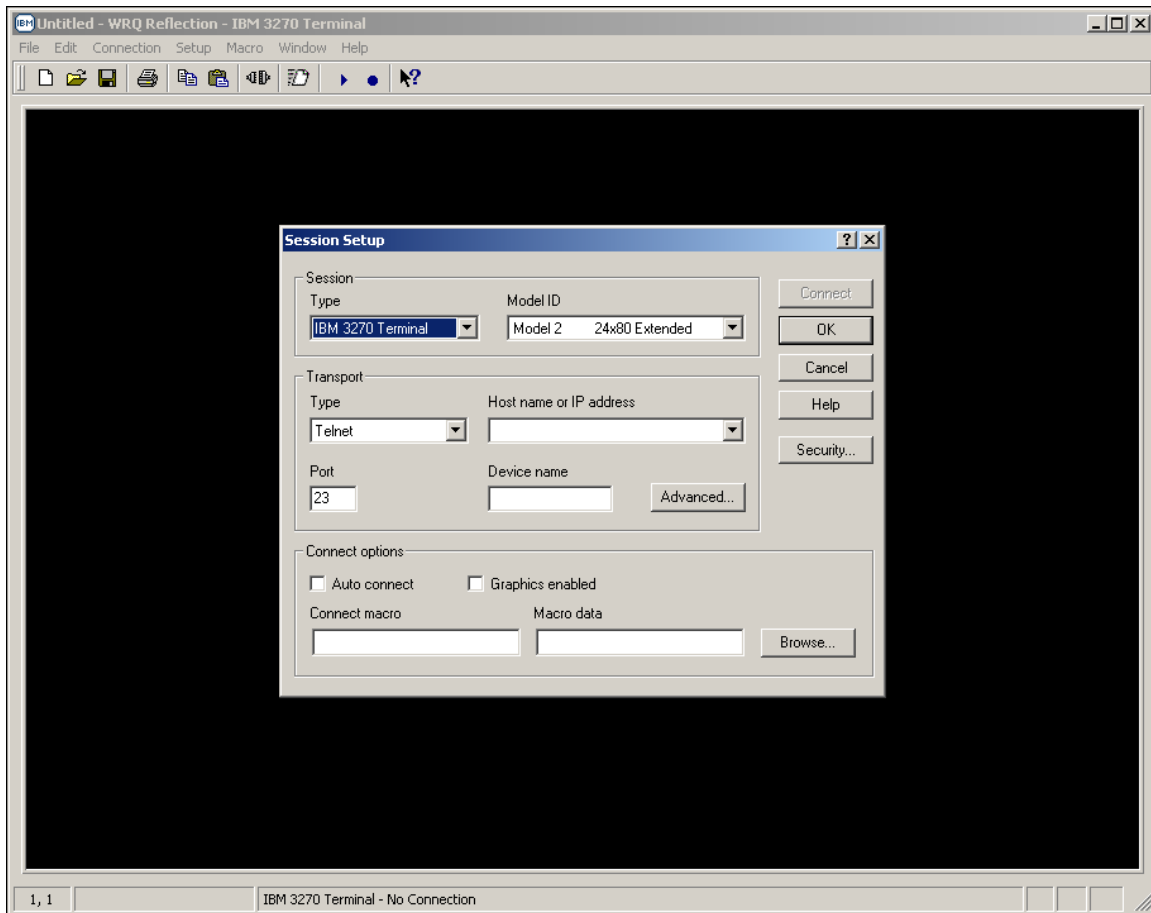 IBM Untitled - WRQ Reflection - IBM 3270 Terminal
File Edit Connection Setup Macro Window Help
Session Setup
Session
Type Model ID
IBM 3270 Terminal Model 2 24x80 Extended
Connect
OK
Transport
Cancel
Type Host name or IP address
Help
Telnet
Security...
Port Device name
23 Advanced...
Connect options
Auto connect Graphics enabled
Connect macro Macro data
Browse...
1, 1 IBM 3270 Terminal - No Connection